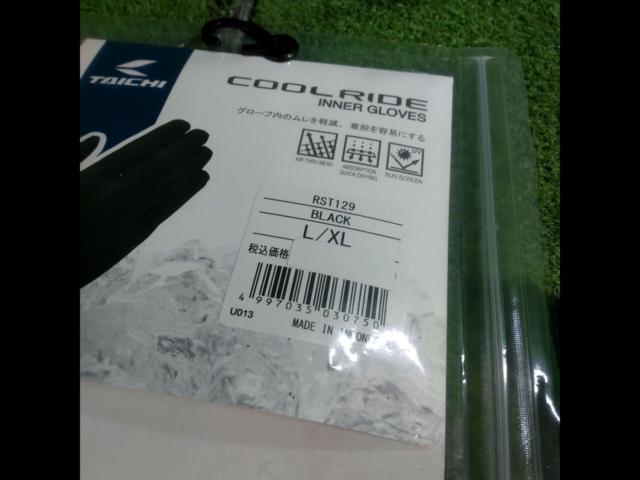 TAICHI
COOLRIDE
INNER GLOVES
グローブ内のムレを軽減、着脱を容易にする
AIR THRU MESH
ABSORPTION
QUICK DRYING
UV
SUN SCREEN
RST129
BLACK
L/XL
税込価格
4 997035 030750
U013
MADE IN INDONE